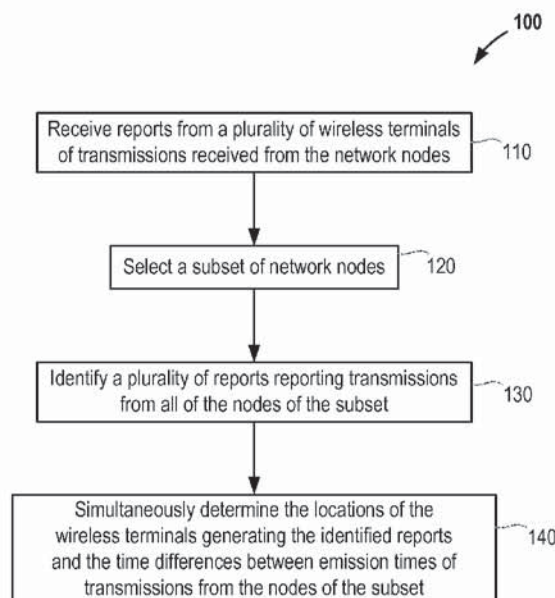 100
Receive reports from a plurality of wireless terminals
of transmissions received from the network nodes
110
Select a subset of network nodes
120
Identify a plurality of reports reporting transmissions
from all of the nodes of the subset
130
Simultaneously determine the locations of the
wireless terminals generating the identified reports
and the time differences between emission times of
transmissions from the nodes of the subset
140